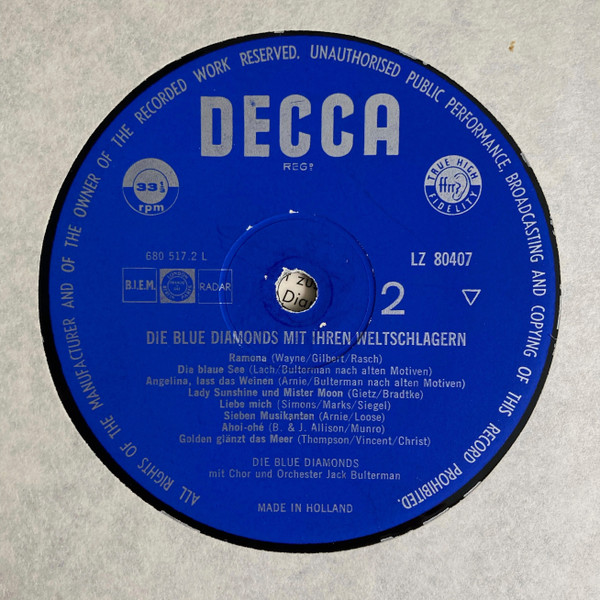 ALL RIGHTS OF THE MANUFACTURER AND OF THE OWNER OF THE RECORDED WORK RESERVED. UNAUTHORISED PUBLIC PERFORMANCE, BROADCASTING AND COPYING OF THIS RECORD PROHIBITED.
DECCA
REGD
33 1/3
rpm
TRUE HIGH
ffrr
FIDELITY
680 517.2 L
LZ 80407
B.I.E.M.
RADAR
2
zu
Dia
DIE BLUE DIAMONDS MIT IHREN WELTSCHLAGERN
Ramona (Wayne/Gilbert/Rasch)
Die blaue See (Lach/Bulterman nach alten Motiven)
Angelina, lass das Weinen (Arnie/Bulterman nach alten Motiven)
Lady Sunshine und Mister Moon (Gietz/Bradtke)
Liebe mich (Simons/Marks/Siegel)
Sieben Musikanten (Arnie/Loose)
Ahoi-ohé (B. & J. Allison/Munro)
Golden glänzt das Meer (Thompson/Vincent/Christ)
DIE BLUE DIAMONDS
mit Chor und Orchester Jack Bulterman
MADE IN HOLLAND